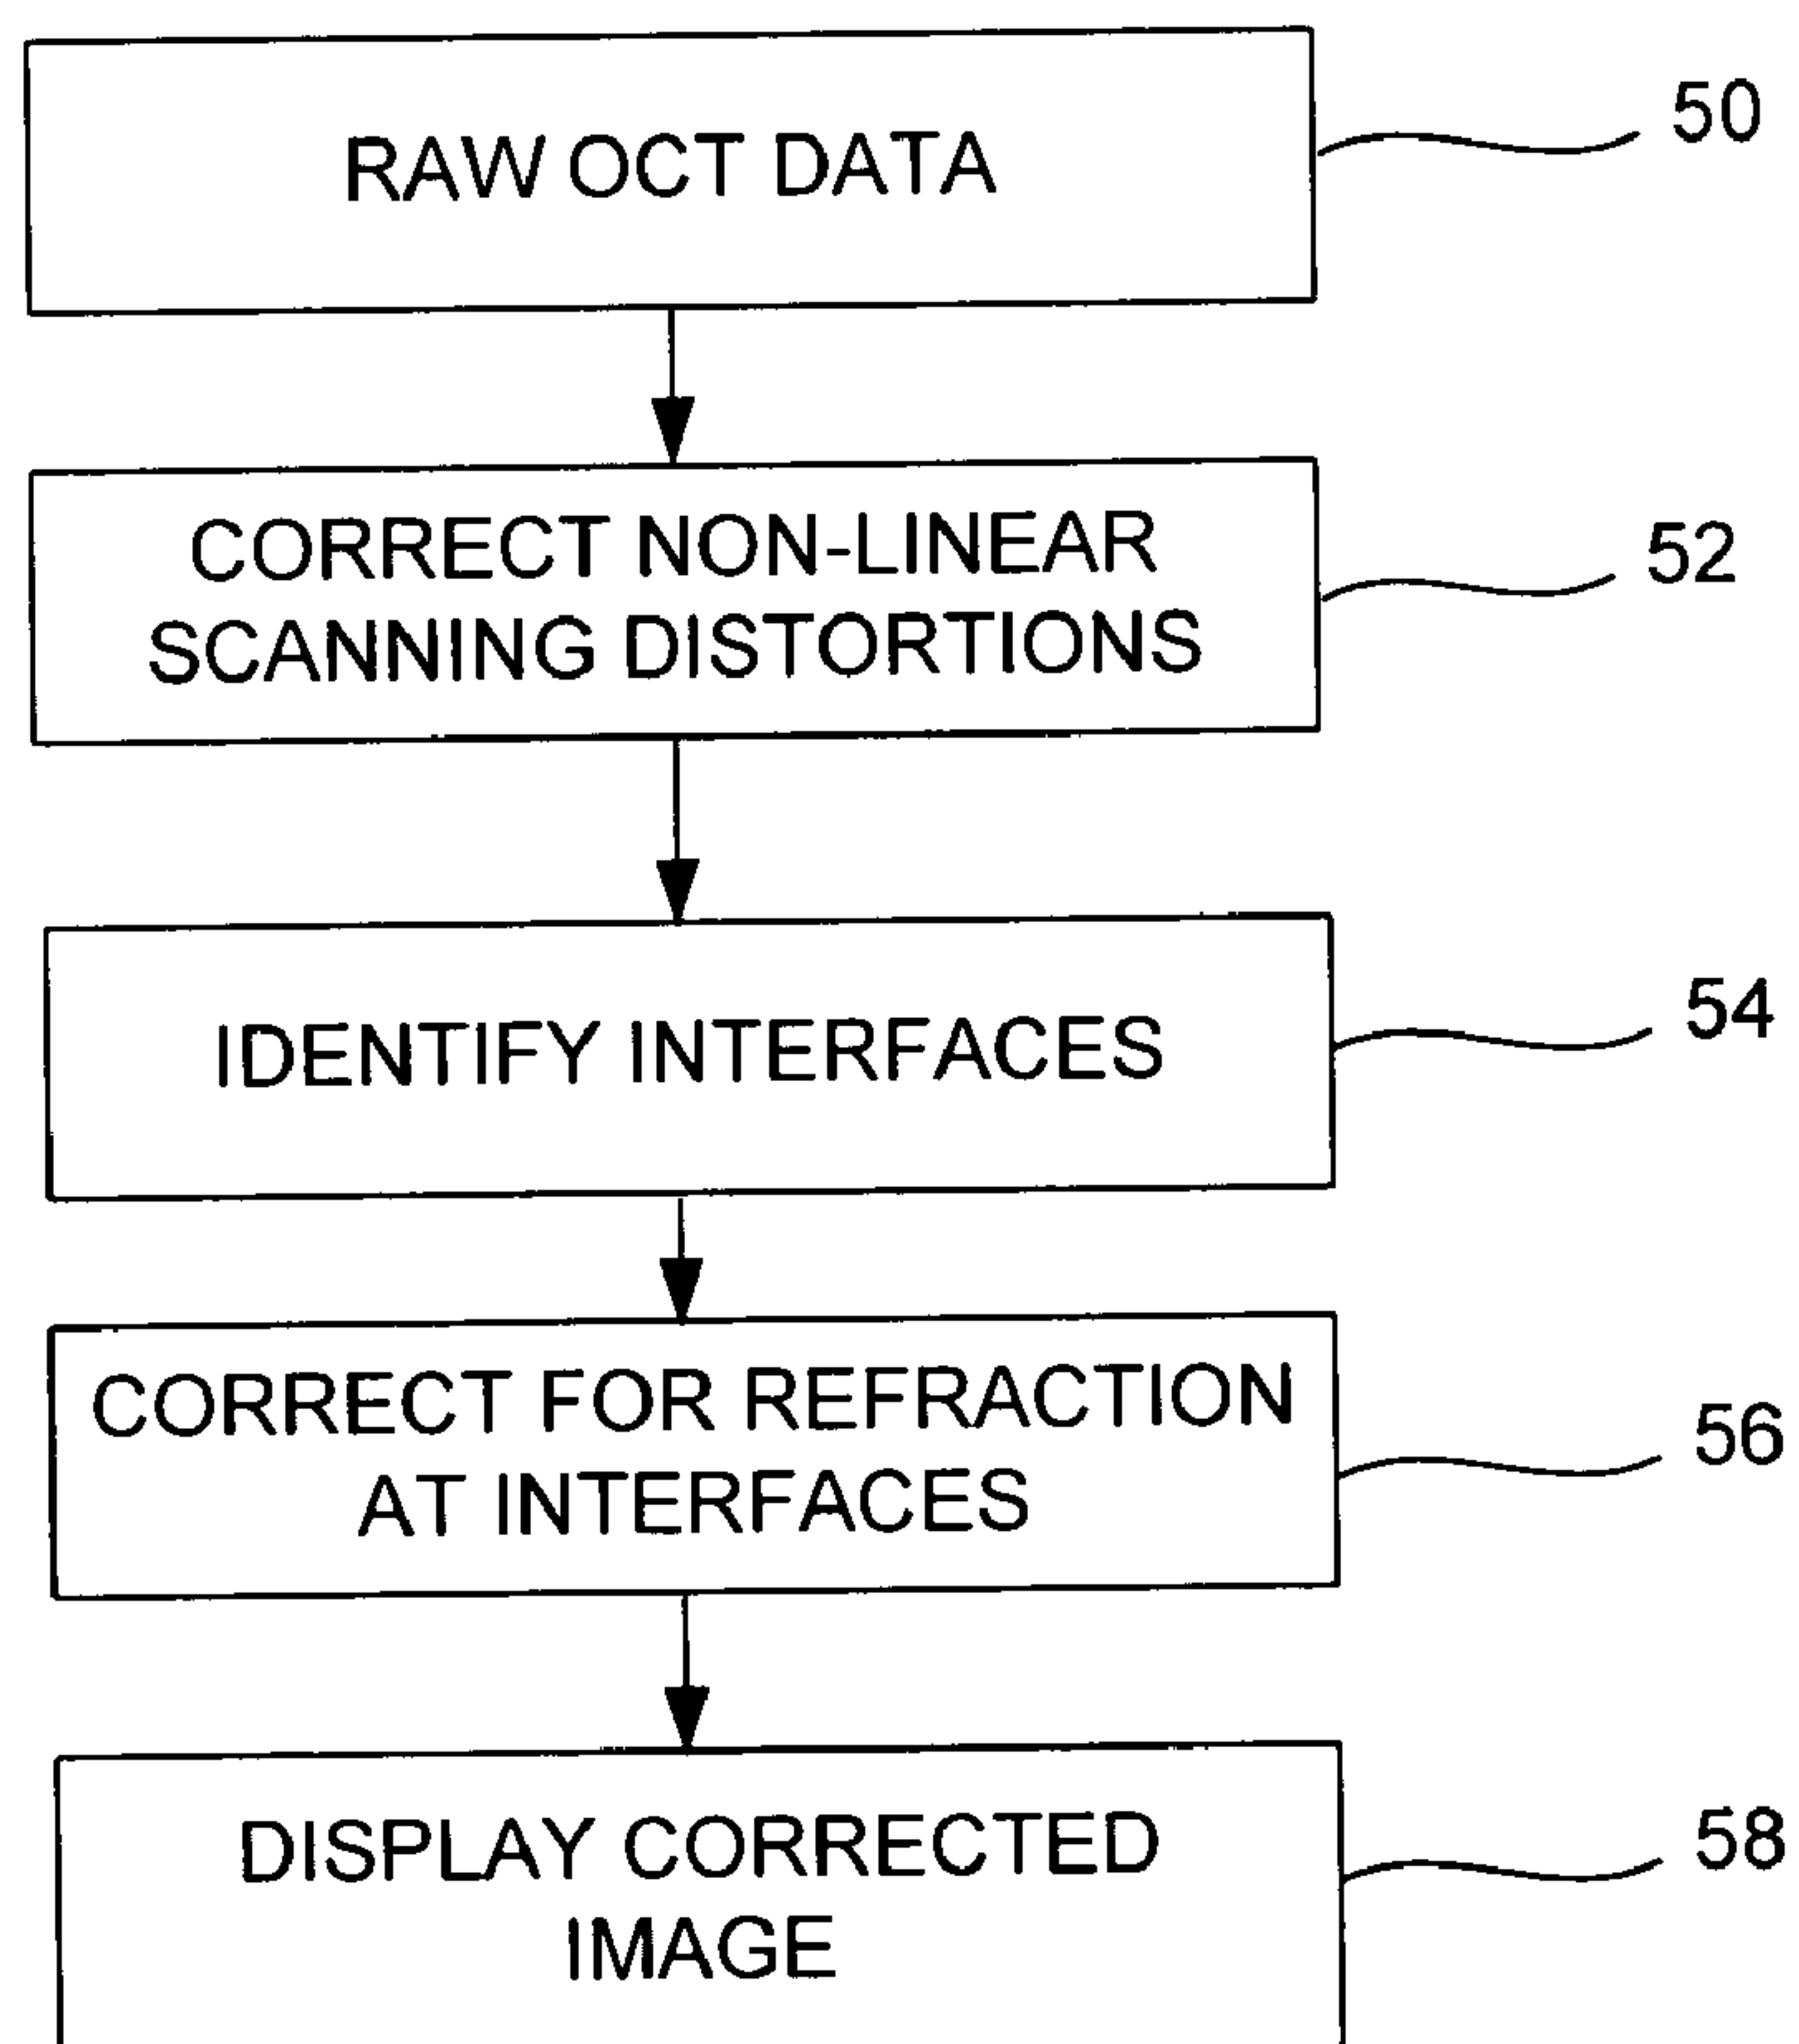 RAW OCT DATA
50
CORRECT NON-LINEAR
SCANNING DISTORTIONS
52
IDENTIFY INTERFACES
54
CORRECT FOR REFRACTION
AT INTERFACES
56
DISPLAY CORRECTED
IMAGE
58